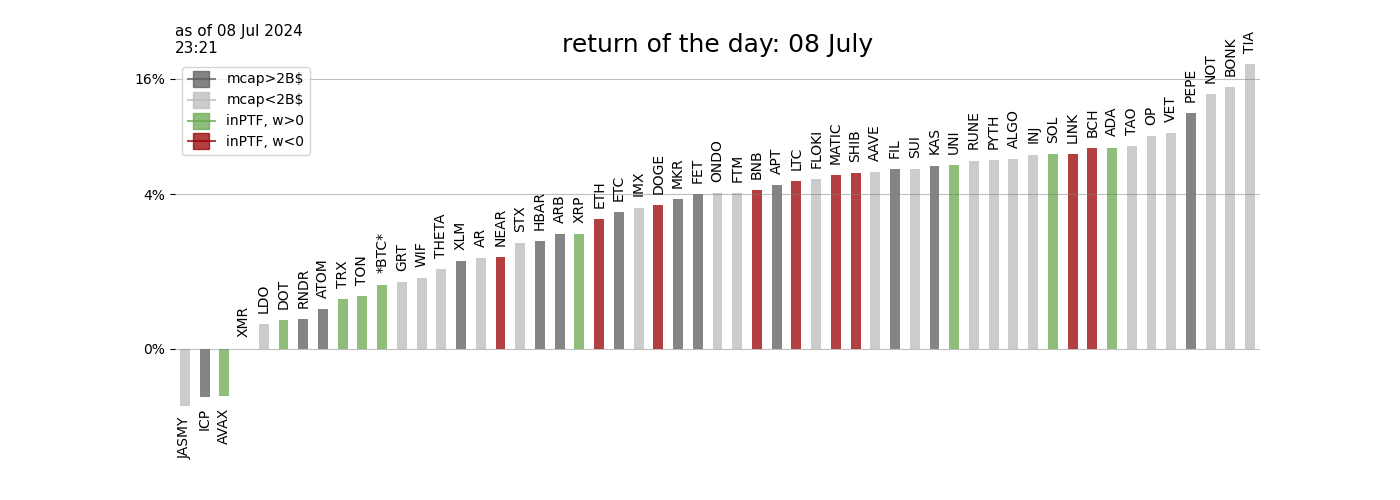 as of 08 Jul 2024
23:21
return of the day: 08 July
mcap>2B$
mcap<2B$
inPTF, w>0
inPTF, w<0
16%
4%
0%
JASMY
ICP
AVAX
XMR
LDO
DOT
RNDR
ATOM
TRX
TON
*BTC*
GRT
WIF
THETA
XLM
AR
NEAR
STX
HBAR
ARB
XRP
ETH
ETC
IMX
DOGE
MKR
FET
ONDO
FTM
BNB
APT
LTC
FLOKI
MATIC
SHIB
AAVE
FIL
SUI
KAS
UNI
RUNE
PYTH
ALGO
INJ
SOL
LINK
BCH
ADA
TAO
OP
VET
PEPE
NOT
BONK
TIA